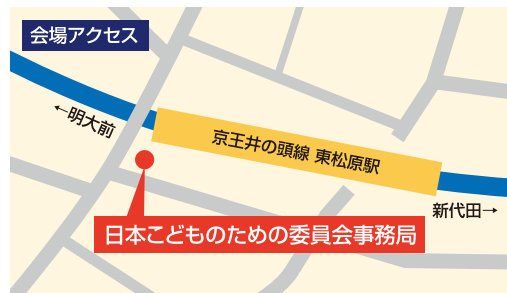 会場アクセス
←明大前
京王井の頭線 東松原駅
新代田→
日本こどものための委員会事務局